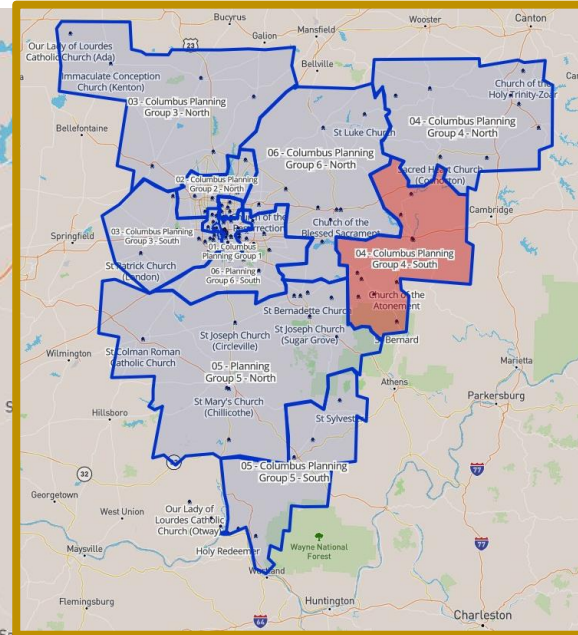 Bucyrus
Wooster
Canton
Mansfield
Galion
Our Lady of Lourdes
Catholic Church (Ada)
23
Bellville
Immaculate Conception
Church (Kenton)
Church of the
Holy Trinity-Zoar
03 - Columbus Planning
Group 3 - North
04 - Columbus Planning
Group 4 - North
Bellefontaine
St Luke Church
06 - Columbus Planning
Group 6 - North
02 - Columbus Planning
Group 2 - North
Sacred Heart Church
Cambridge
03 - Columbus Planning
Group 3 - South
Springfield
Church of the
Blessed Sacrament
01. Columbus
Planning Group 1
04 - Columbus Planning
Group 4 - South
St Patrick Church
(London)
06 - Planning
Group 6 - South
Church of the
Atonement
St Bernadette Church
St Joseph Church
(Circleville)
St Joseph Church
(Sugar Grove)
St Bernard
Wilmington
St Colman Roman
Catholic Church
05 - Planning
Group 5 - North
Marietta
Athens
Parkersburg
St Mary's Church
(Chillicothe)
Hillsboro
St Sylvest
05 - Columbus Planning
Group 5 - South
77
32
Georgetown
West Union
Our Lady of
Lourdes Catholic
Church (Otway)
Holy Redeemer
Wayne National
Forest
77
Maysville
Flemingsburg
Huntington
Charleston
64